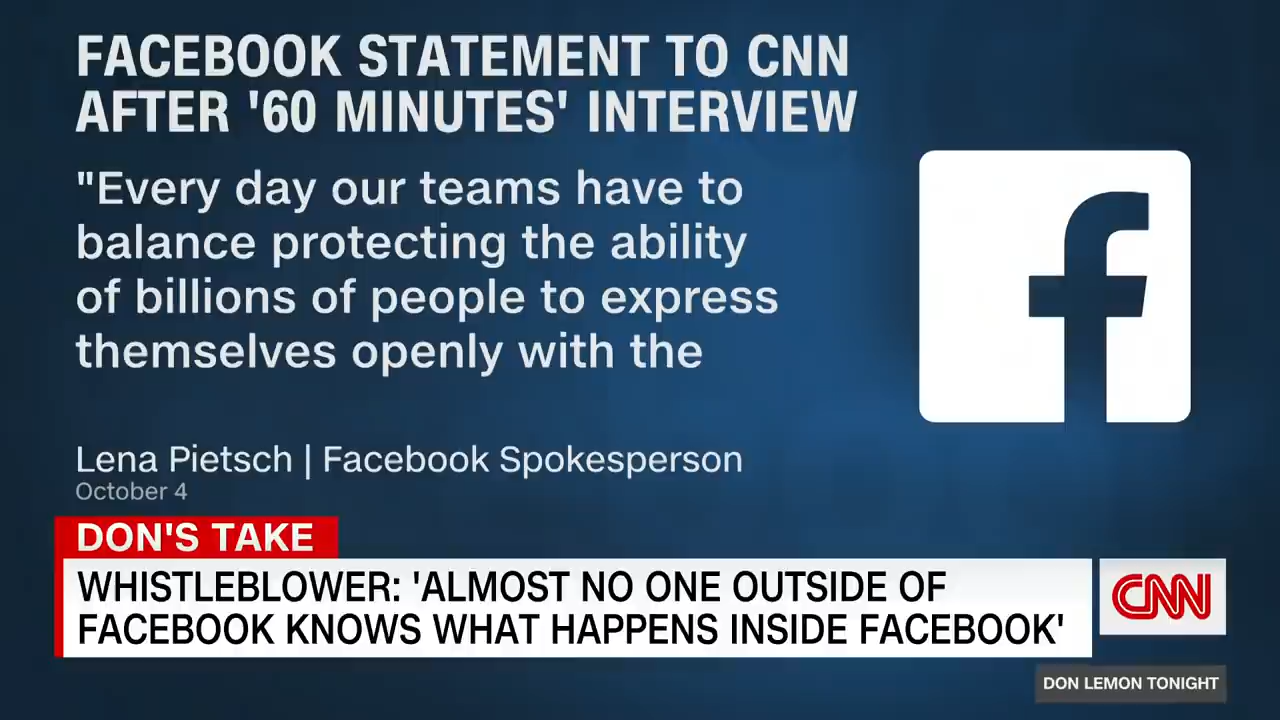 FACEBOOK STATEMENT TO CNN
AFTER '60 MINUTES' INTERVIEW
"Every day our teams have to
balance protecting the ability
of billions of people to express
themselves openly with the
Lena Pietsch | Facebook Spokesperson
October 4
DON'S TAKE
WHISTLEBLOWER: 'ALMOST NO ONE OUTSIDE OF
FACEBOOK KNOWS WHAT HAPPENS INSIDE FACEBOOK'
CNN
DON LEMON TONIGHT
f